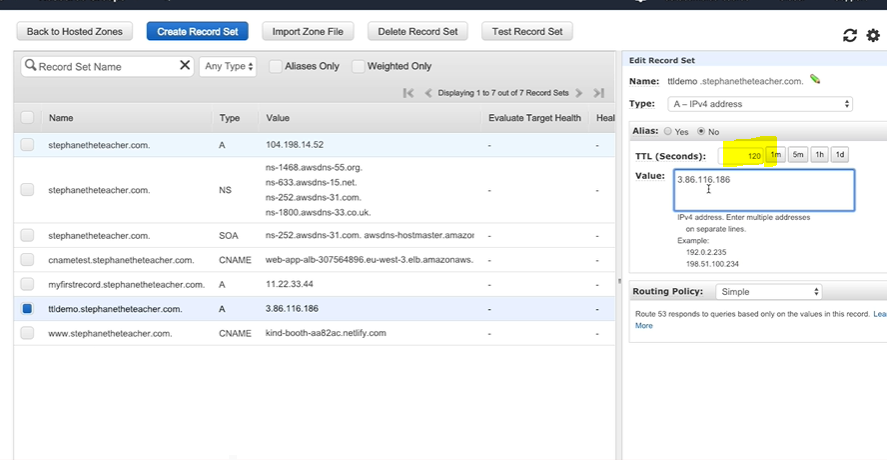 Back to Hosted Zones Create Record Set Import Zone File Delete Record Set Test Record Set
Record Set Name X Any Type Aliases Only Weighted Only
Displaying 1 to 7 out of 7 Record Sets
Name Type Value Evaluate Target Health Heal
stephanetheteacher.com. A 104.198.14.52 -
stephanetheteacher.com. NS ns-1468.awsdns-55.org. -
ns-633.awsdns-15.net.
ns-252.awsdns-31.com.
ns-1800.awsdns-33.co.uk.
stephanetheteacher.com. SOA ns-252.awsdns-31.com. awsdns-hostmaster.amazor - -
cnametest.stephanetheteacher.com. CNAME web-app-alb-307564896.eu-west-3.elb.amazonaws. - -
myfirstrecord.stephanetheteacher.com. A 11.22.33.44 - -
ttldemo.stephanetheteacher.com. A 3.86.116.186 - -
www.stephanetheteacher.com. CNAME kind-booth-aa82ac.netlify.com - -
Edit Record Set
Name: ttldemo .stephanetheteacher.com.
Type: A – IPv4 address
Alias: Yes No
TTL (Seconds): 120 1m 5m 1h 1d
Value: 3.86.116.186
IPv4 address. Enter multiple addresses
on separate lines.
Example:
192.0.2.235
198.51.100.234
Routing Policy: Simple
Route 53 responds to queries based only on the values in this record. Lea
More